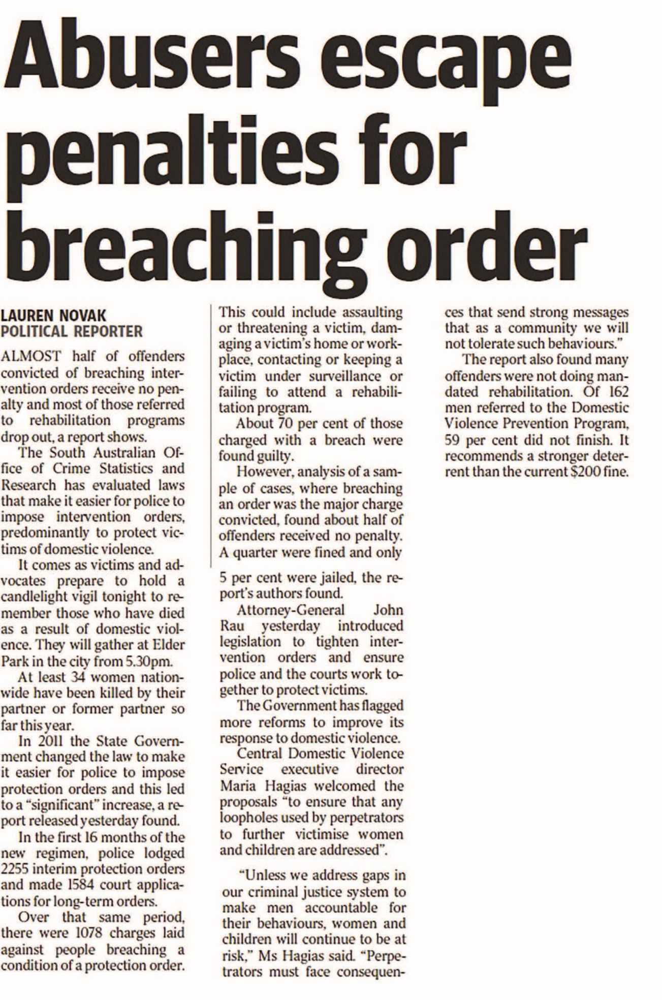 Abusers escape
penalties for
breaching order
LAUREN NOVAK
POLITICAL REPORTER
ALMOST half of offenders
convicted of breaching inter-
vention orders receive no pen-
alty and most of those referred
to rehabilitation programs
drop out, a report shows.
The South Australian Of-
fice of Crime Statistics and
Research has evaluated laws
that make it easier for police to
impose intervention orders,
predominantly to protect vic-
tims of domestic violence.
It comes as victims and ad-
vocates prepare to hold a
candlelight vigil tonight to re-
member those who have died
as a result of domestic viol-
ence. They will gather at Elder
Park in the city from 5.30pm.
At least 34 women nation-
wide have been killed by their
partner or former partner so
far this year.
In 2011 the State Govern-
ment changed the law to make
it easier for police to impose
protection orders and this led
to a “significant” increase, a re-
port released yesterday found.
In the first 16 months of the
new regimen, police lodged
2255 interim protection orders
and made 1584 court applica-
tions for long-term orders.
Over that same period,
there were 1078 charges laid
against people breaching a
condition of a protection order.
This could include assaulting
or threatening a victim, dam-
aging a victim’s home or work-
place, contacting or keeping a
victim under surveillance or
failing to attend a rehabili-
tation program.
About 70 per cent of those
charged with a breach were
found guilty.
However, analysis of a sam-
ple of cases, where breaching
an order was the major charge
convicted, found about half of
offenders received no penalty.
A quarter were fined and only
5 per cent were jailed, the re-
port’s authors found.
Attorney-General John
Rau yesterday introduced
legislation to tighten inter-
vention orders and ensure
police and the courts work to-
gether to protect victims.
The Government has flagged
more reforms to improve its
response to domestic violence.
Central Domestic Violence
Service executive director
Maria Hagias welcomed the
proposals “to ensure that any
loopholes used by perpetrators
to further victimise women
and children are addressed”.
“Unless we address gaps in
our criminal justice system to
make men accountable for
their behaviours, women and
children will continue to be at
risk,” Ms Hagias said. “Perpe-
trators must face consequen-
ces that send strong messages
that as a community we will
not tolerate such behaviours.”
The report also found many
offenders were not doing man-
dated rehabilitation. Of 162
men referred to the Domestic
Violence Prevention Program,
59 per cent did not finish. It
recommends a stronger deter-
rent than the current $200 fine.